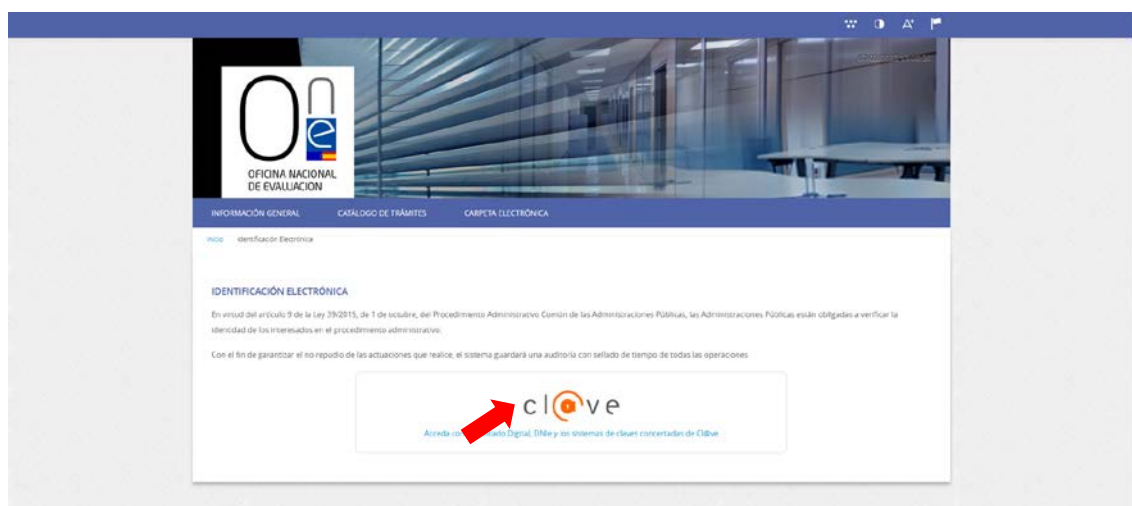 OFICINA NACIONAL
DE EVALUACIÓN
INFORMACIÓN GENERAL CATÁLOGO DE TRÁMITES CARPETA ELECTRÓNICA
Inicio Identificación Electrónica
IDENTIFICACIÓN ELECTRÓNICA
En virtud del artículo 9 de la Ley 39/2015, de 1 de octubre, del Procedimiento Administrativo Común de las Administraciones Públicas, las Administraciones Públicas están obligadas a verificar la
identidad de los interesados en el procedimiento administrativo.
Con el fin de garantizar el no repudio de las actuaciones que realice, el sistema guardará una auditoría con sellado de tiempo de todas las operaciones
cl@ve
Acceda Digital, DNIe y los sistemas de claves concertadas de Cl@ve